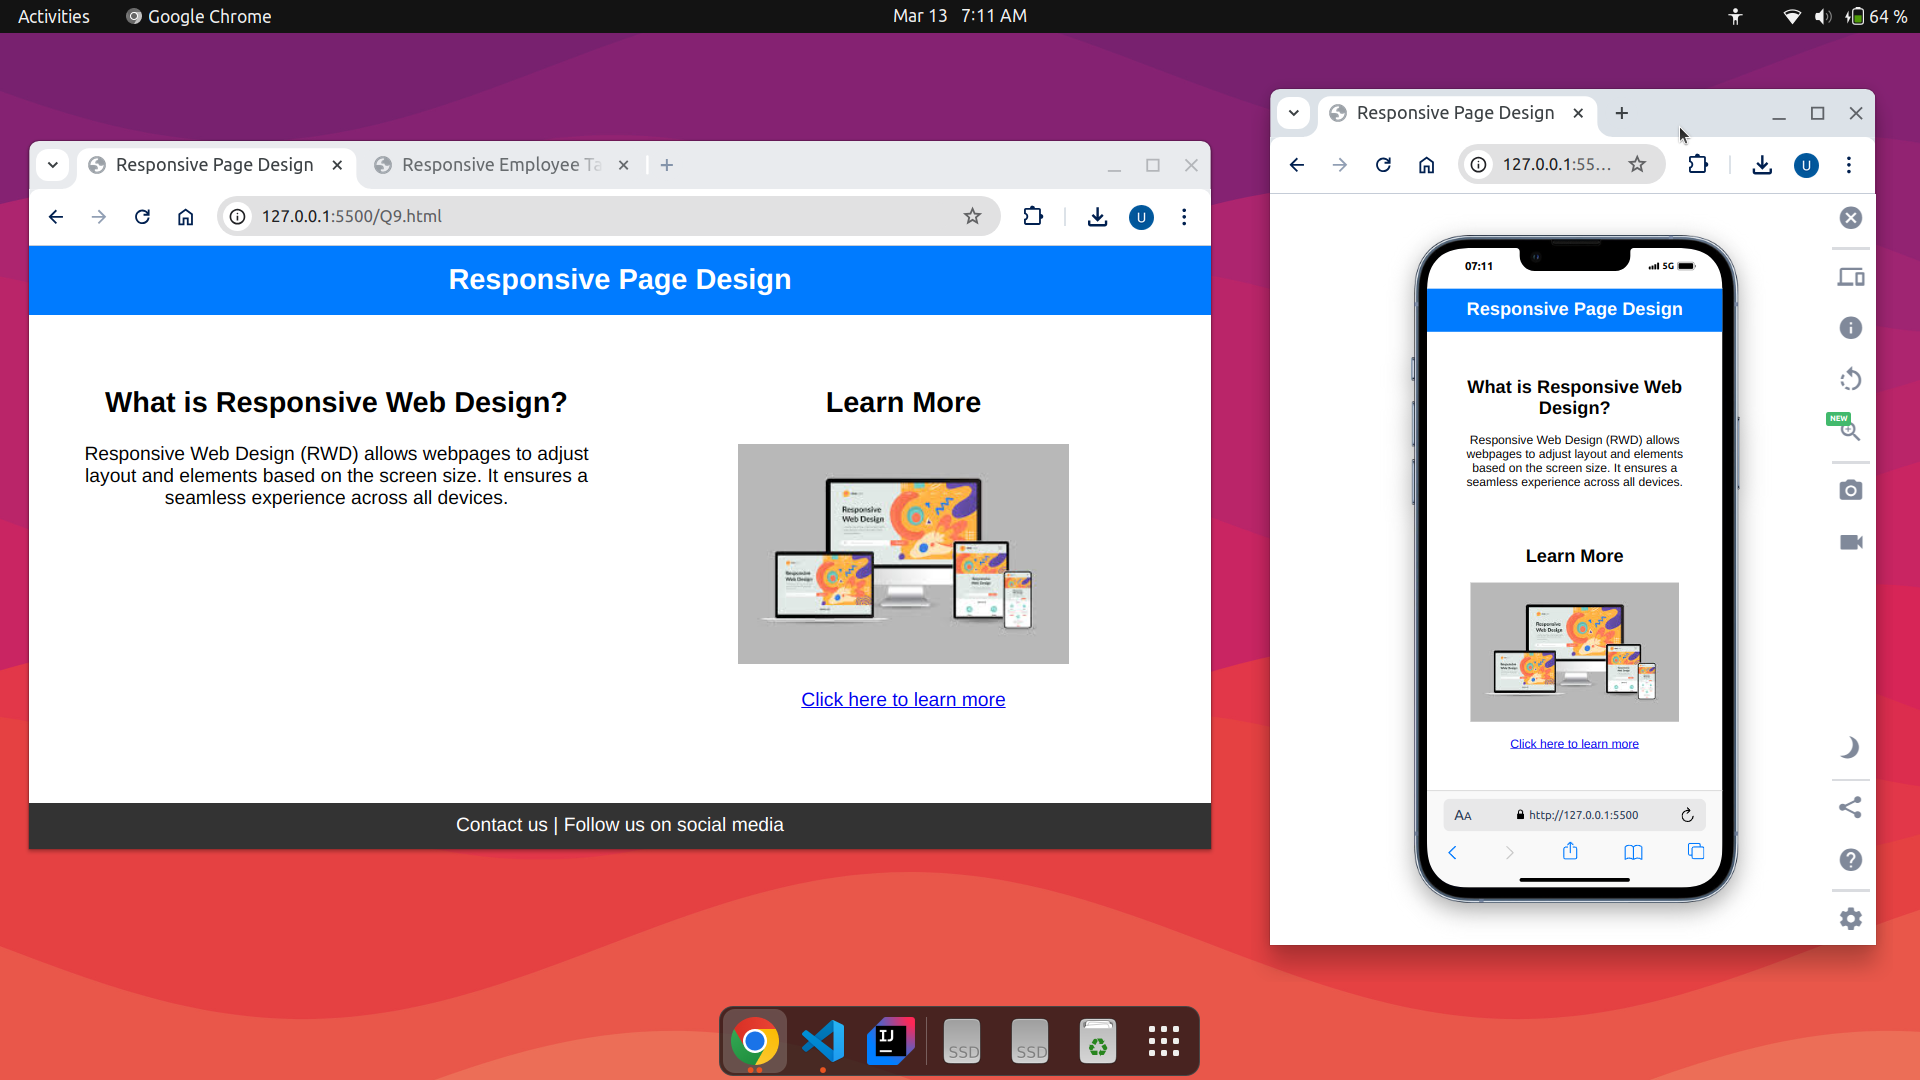 Activities
Google Chrome
Mar 13 7:11 AM
64 %
Responsive Page Design
Responsive Employee Ta
127.0.0.1:5500/Q9.html
U
Responsive Page Design
What is Responsive Web Design?
Responsive Web Design (RWD) allows webpages to adjust
layout and elements based on the screen size. It ensures a
seamless experience across all devices.
Learn More
Responsive
Web Design
Click here to learn more
Contact us | Follow us on social media
Responsive Page Design
127.0.0.1:55...
U
07:11
5G
Responsive Page Design
What is Responsive Web
Design?
Responsive Web Design (RWD) allows
webpages to adjust layout and elements
based on the screen size. It ensures a
seamless experience across all devices.
Learn More
Responsive
Web Design
Click here to learn more
AA
http://127.0.0.1:5500
NEW
IJ
SSD
SSD